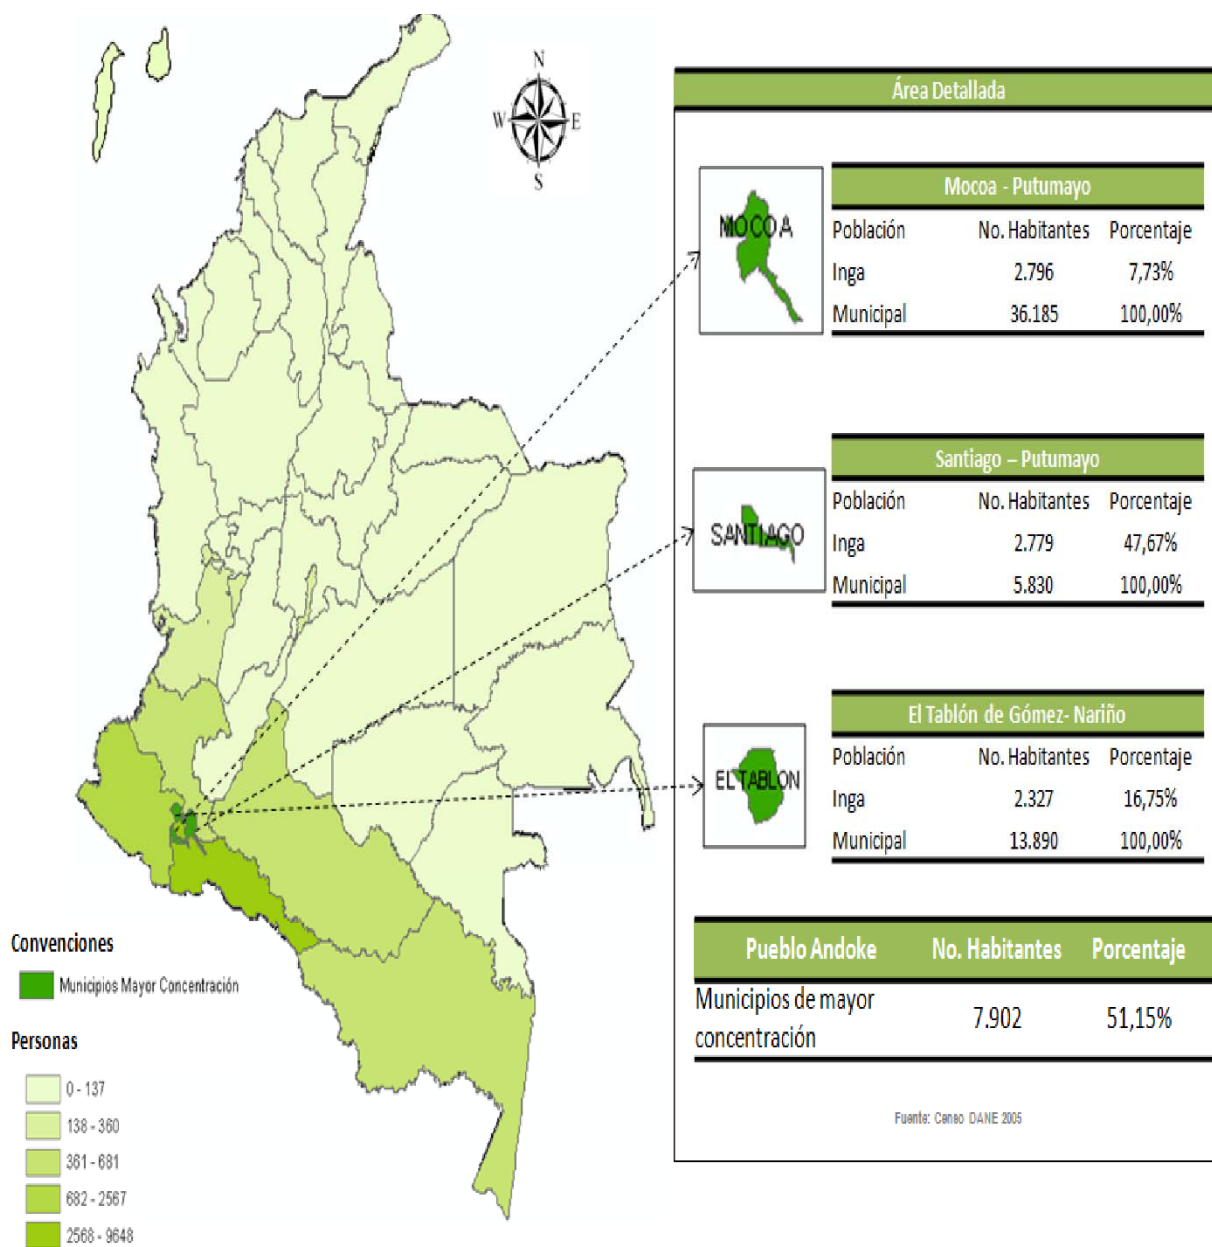 N
W E
S
Área Detallada
MOCOA
Mocoa - Putumayo
Población No. Habitantes Porcentaje
Inga 2.796 7,73%
Municipal 36.185 100,00%
SANTIAGO
Santiago – Putumayo
Población No. Habitantes Porcentaje
Inga 2.779 47,67%
Municipal 5.830 100,00%
EL TABLON
El Tablón de Gómez- Nariño
Población No. Habitantes Porcentaje
Inga 2.327 16,75%
Municipal 13.890 100,00%
Pueblo Andoke No. Habitantes Porcentaje
Municipios de mayor
concentración 7.902 51,15%
Fuente: Censo DANE 2005
Convenciones
Municipios Mayor Concentración
Personas
0 - 137
138 - 360
361 - 681
682 - 2567
2568 - 9648